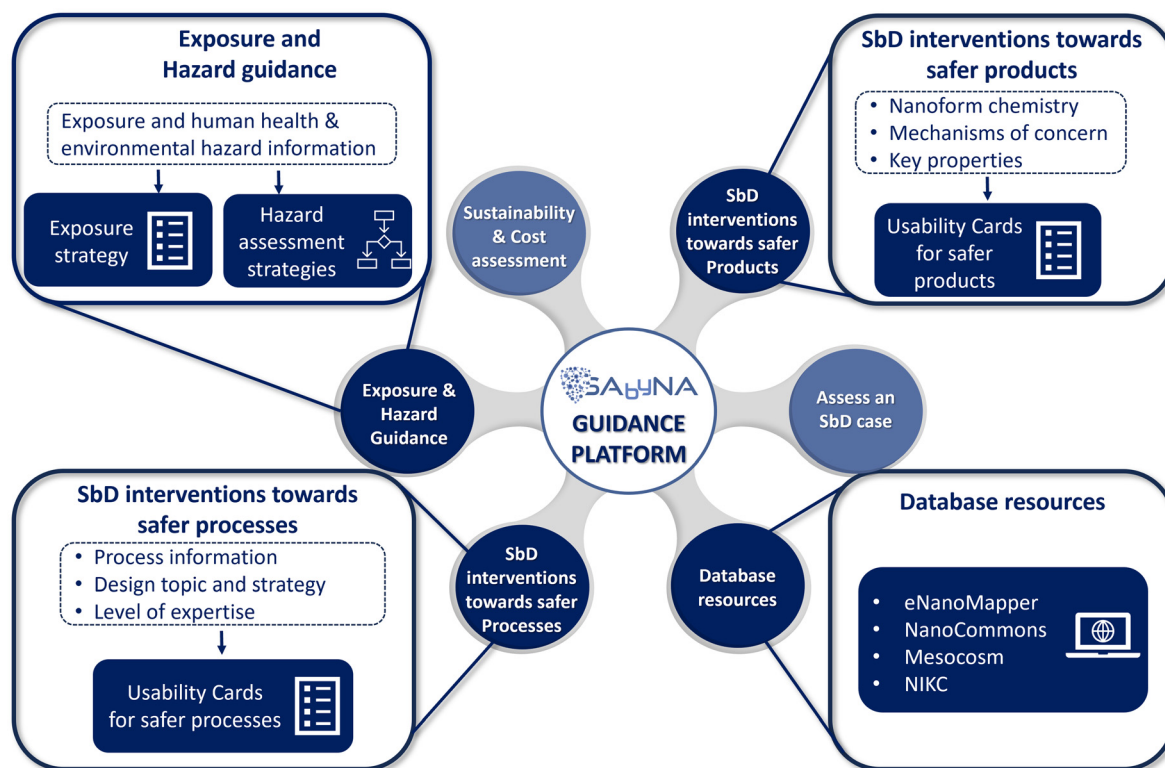 Exposure and
Hazard guidance
Exposure and human health &
environmental hazard information
Exposure
strategy
Hazard
assessment
strategies
SbD interventions towards
safer products
• Nanoform chemistry
• Mechanisms of concern
• Key properties
Usability Cards
for safer
products
Sustainability
& Cost
assessment
SbD
interventions
towards safer
Products
Exposure &
Hazard
Guidance
SAbyNA
GUIDANCE
PLATFORM
Assess an
SbD case
SbD
interventions
towards safer
Processes
Database
resources
SbD interventions towards
safer processes
• Process information
• Design topic and strategy
• Level of expertise
Usability Cards
for safer processes
Database resources
• eNanoMapper
• NanoCommons
• Mesocosm
• NIKC